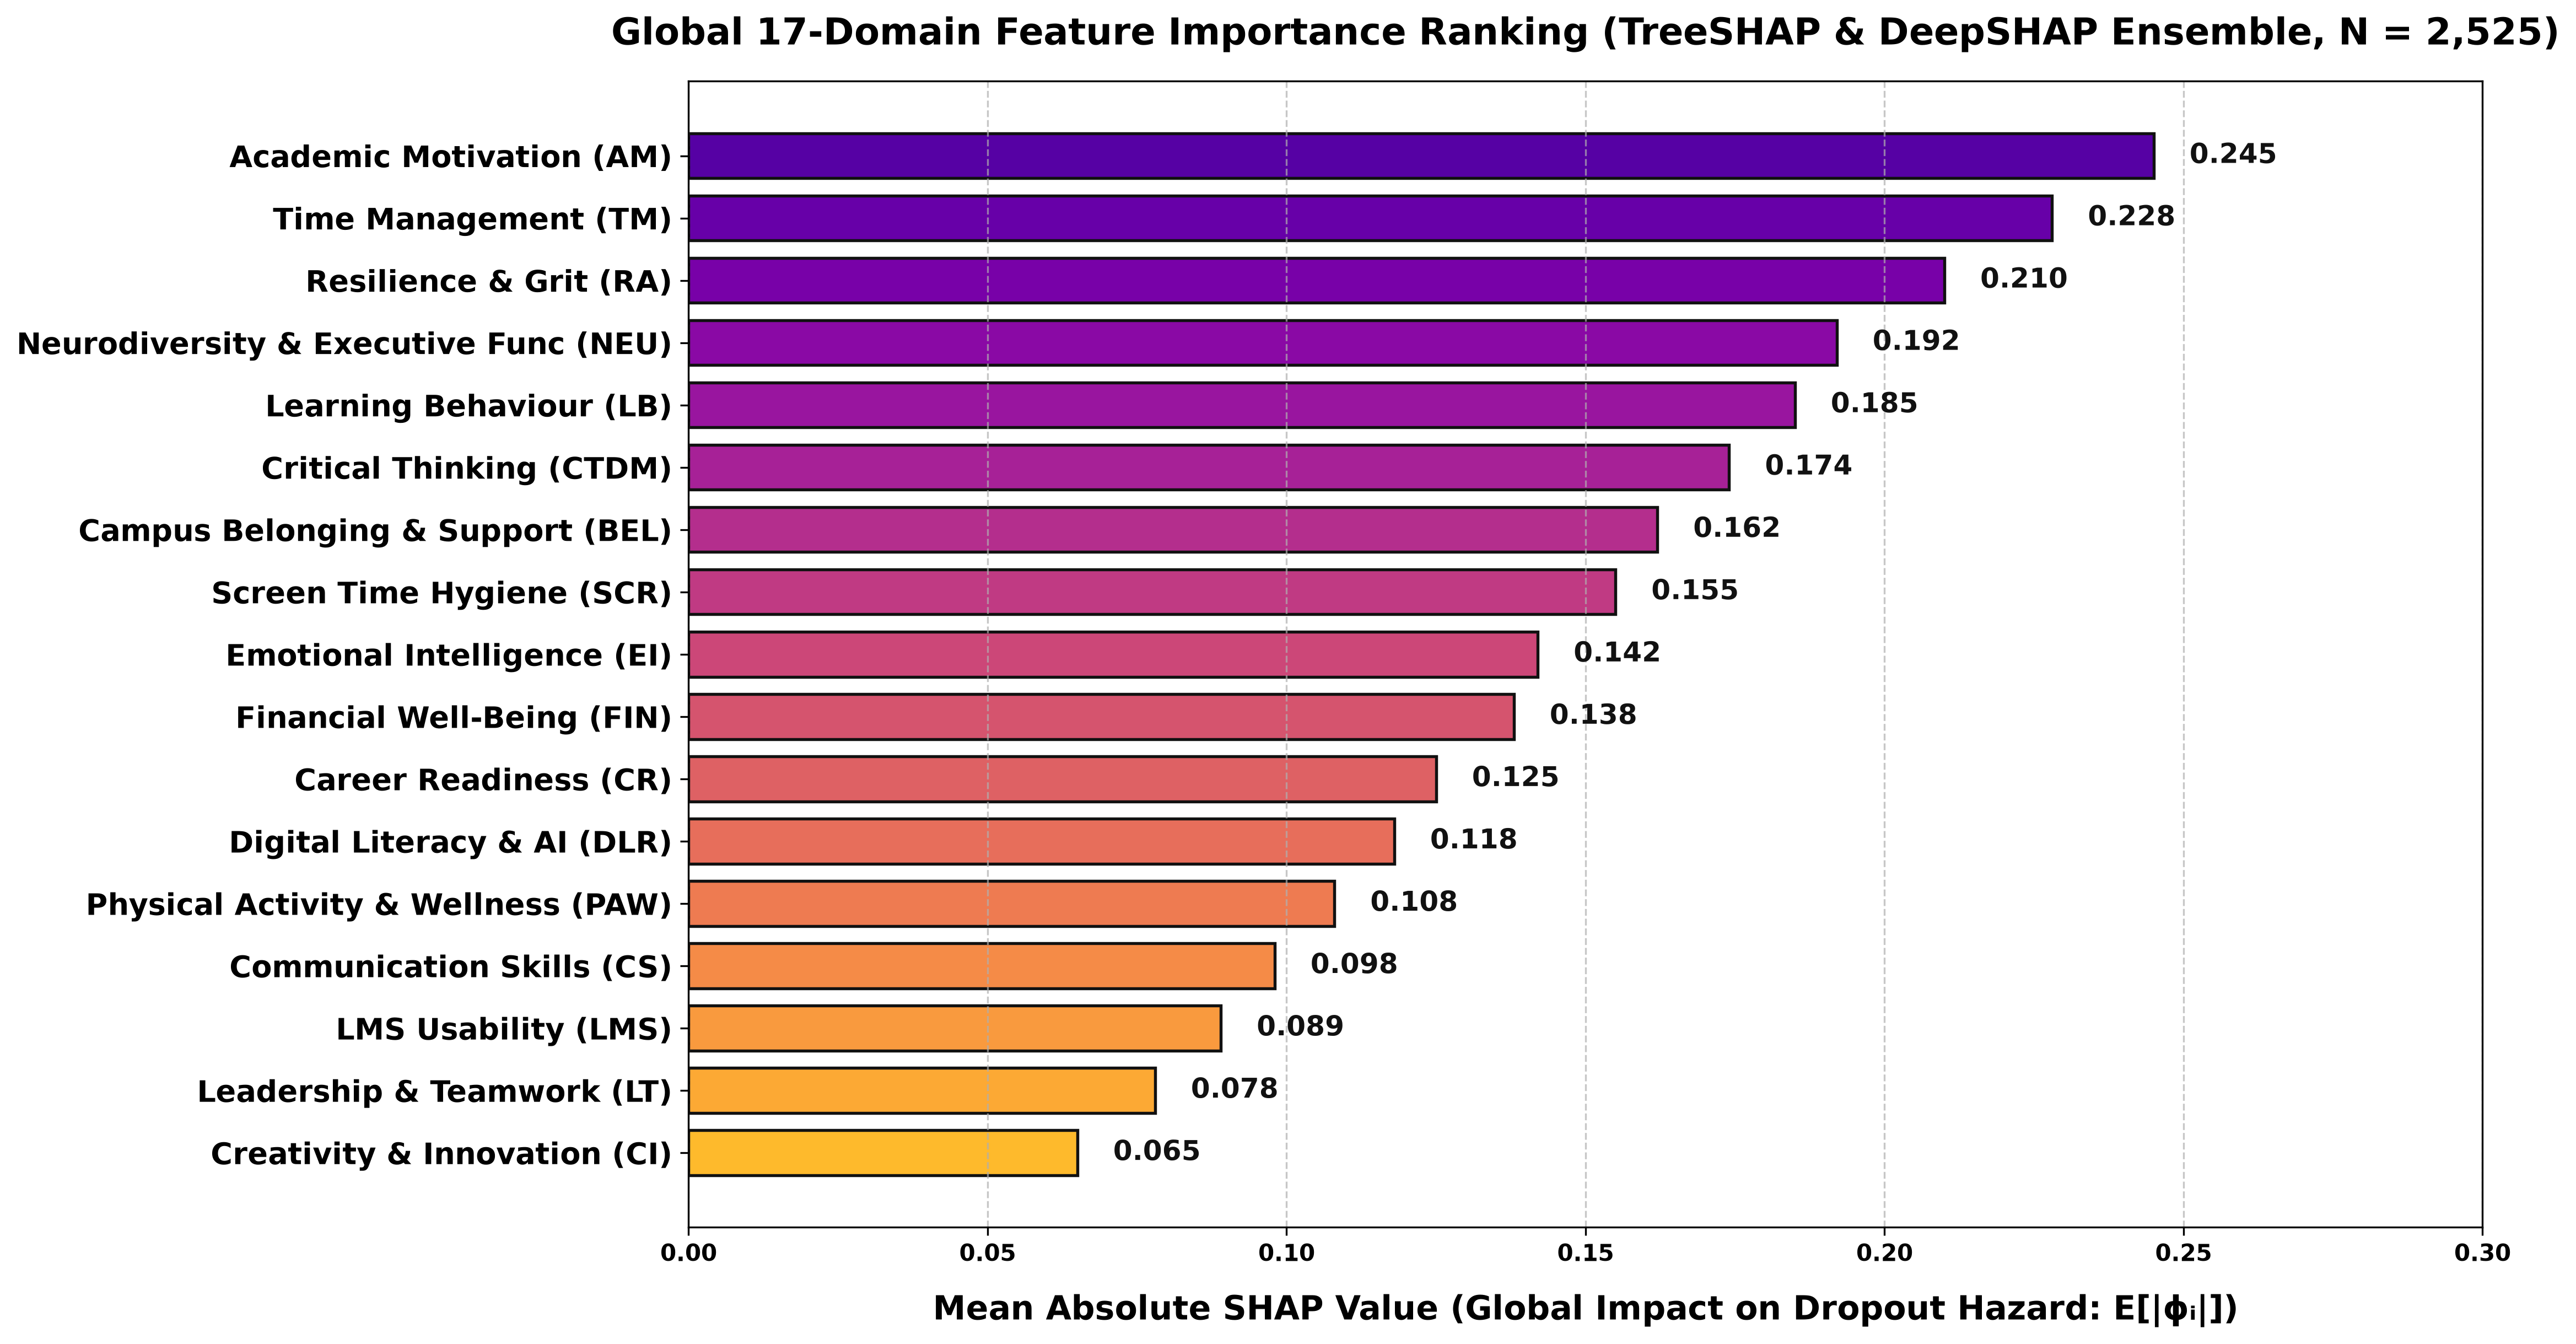 Global 17-Domain Feature Importance Ranking (TreeSHAP & DeepSHAP Ensemble, N = 2,525)
Academic Motivation (AM) 0.245
Time Management (TM) 0.228
Resilience & Grit (RA) 0.210
Neurodiversity & Executive Func (NEU) 0.192
Learning Behaviour (LB) 0.185
Critical Thinking (CTDM) 0.174
Campus Belonging & Support (BEL) 0.162
Screen Time Hygiene (SCR) 0.155
Emotional Intelligence (EI) 0.142
Financial Well-Being (FIN) 0.138
Career Readiness (CR) 0.125
Digital Literacy & AI (DLR) 0.118
Physical Activity & Wellness (PAW) 0.108
Communication Skills (CS) 0.098
LMS Usability (LMS) 0.089
Leadership & Teamwork (LT) 0.078
Creativity & Innovation (CI) 0.065
0.00 0.05 0.10 0.15 0.20 0.25 0.30
Mean Absolute SHAP Value (Global Impact on Dropout Hazard: E[|ϕᵢ|])